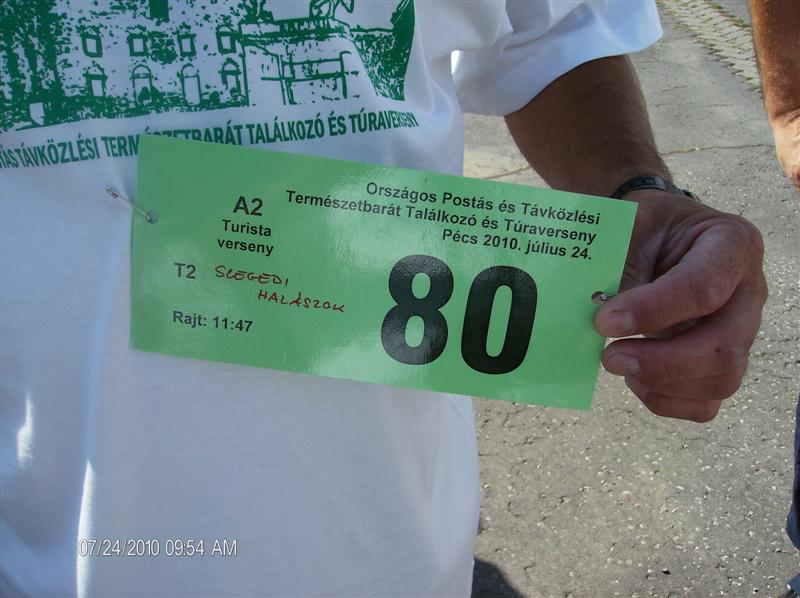 TÁVKÖZLÉSI TERMÉSZETBARÁT TALÁLKOZÓ ÉS TÚRAVERSENY
Országos Postás és Távközlési
Természetbarát Találkozó és Túraverseny
Pécs 2010. július 24.
A2
Turista
verseny
T2 SZEGEDI
HALÁSZOK
Rajt: 11:47
80
07/24/2010 09:54 AM